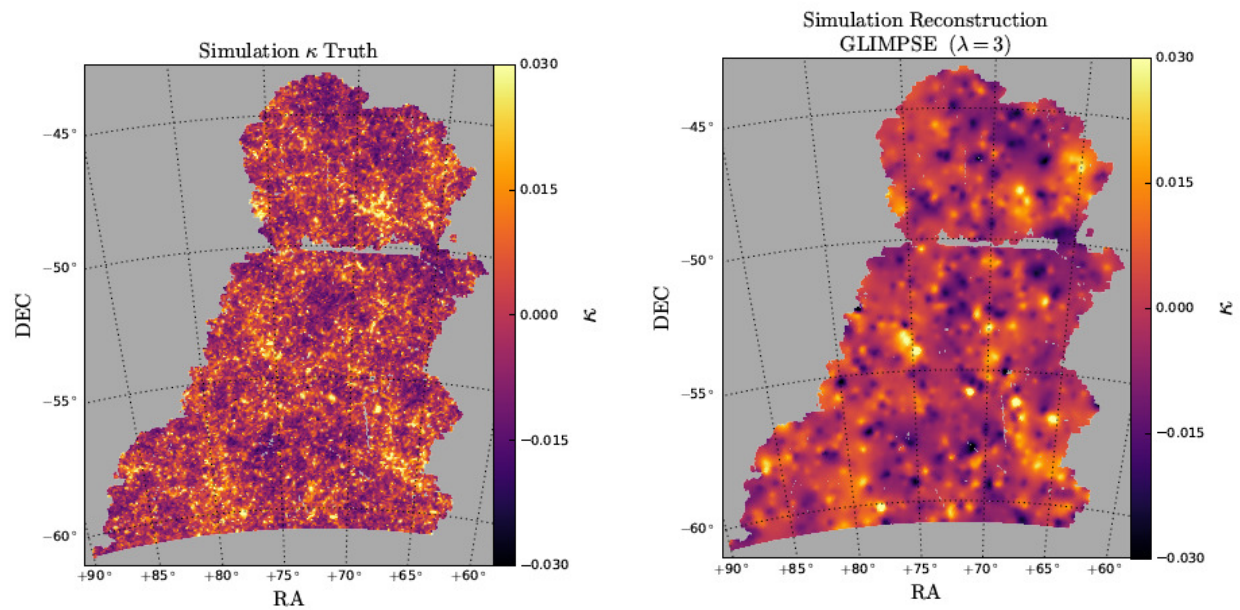 Simulation κ Truth
0.030
0.015
0.000
−0.015
−0.030
κ
−45°
−50°
−55°
−60°
DEC
+90° +85° +80° +75° +70° +65° +60°
RA
Simulation Reconstruction
GLIMPSE (λ = 3)
0.030
0.015
0.000
−0.015
−0.030
κ
−45°
−50°
−55°
−60°
DEC
+90° +85° +80° +75° +70° +65° +60°
RA